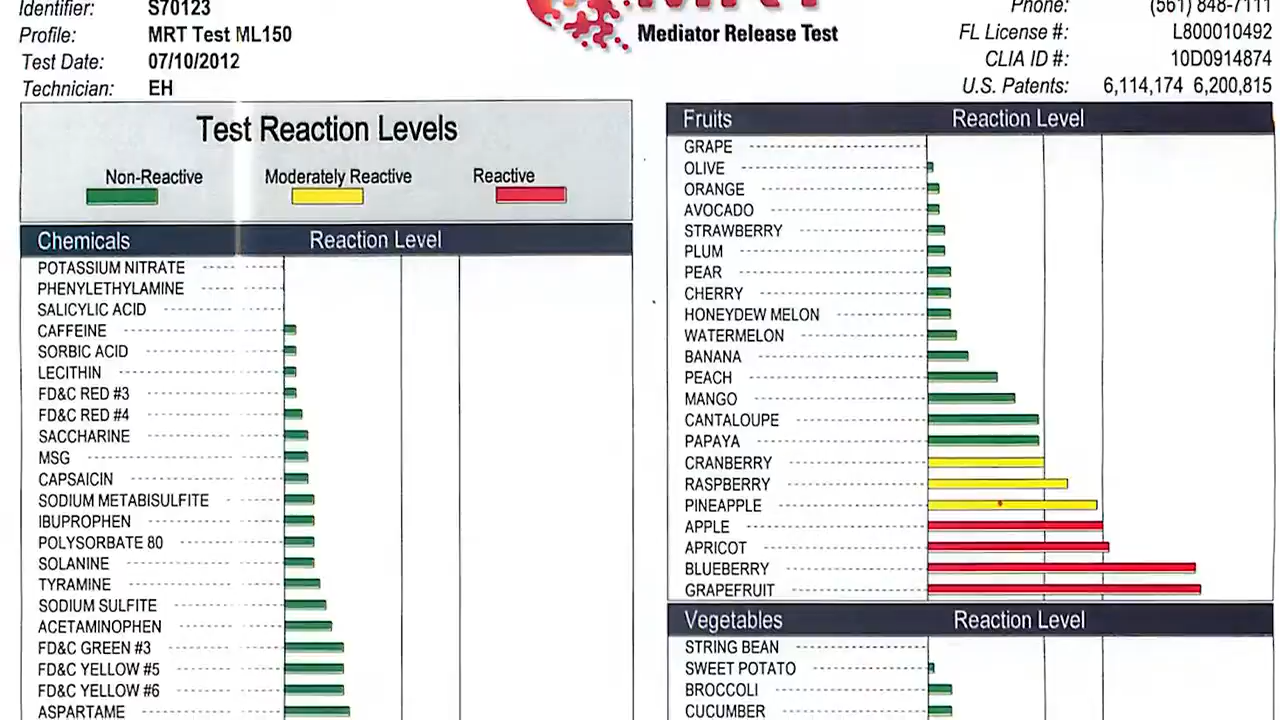 Identifier: S70123
Profile: MRT Test ML150
Test Date: 07/10/2012
Technician: EH
Mediator Release Test
Phone: (561) 848-7111
FL License #: L800010492
CLIA ID #: 10D0914874
U.S. Patents: 6,114,174 6,200,815
Test Reaction Levels
Non-Reactive Moderately Reactive Reactive
Chemicals Reaction Level
POTASSIUM NITRATE
PHENYLETHYLAMINE
SALICYLIC ACID
CAFFEINE
SORBIC ACID
LECITHIN
FD&C RED #3
FD&C RED #4
SACCHARINE
MSG
CAPSAICIN
SODIUM METABISULFITE
IBUPROPHEN
POLYSORBATE 80
SOLANINE
TYRAMINE
SODIUM SULFITE
ACETAMINOPHEN
FD&C GREEN #3
FD&C YELLOW #5
FD&C YELLOW #6
ASPARTAME
Fruits Reaction Level
GRAPE
OLIVE
ORANGE
AVOCADO
STRAWBERRY
PLUM
PEAR
CHERRY
HONEYDEW MELON
WATERMELON
BANANA
PEACH
MANGO
CANTALOUPE
PAPAYA
CRANBERRY
RASPBERRY
PINEAPPLE
APPLE
APRICOT
BLUEBERRY
GRAPEFRUIT
Vegetables Reaction Level
STRING BEAN
SWEET POTATO
BROCCOLI
CUCUMBER